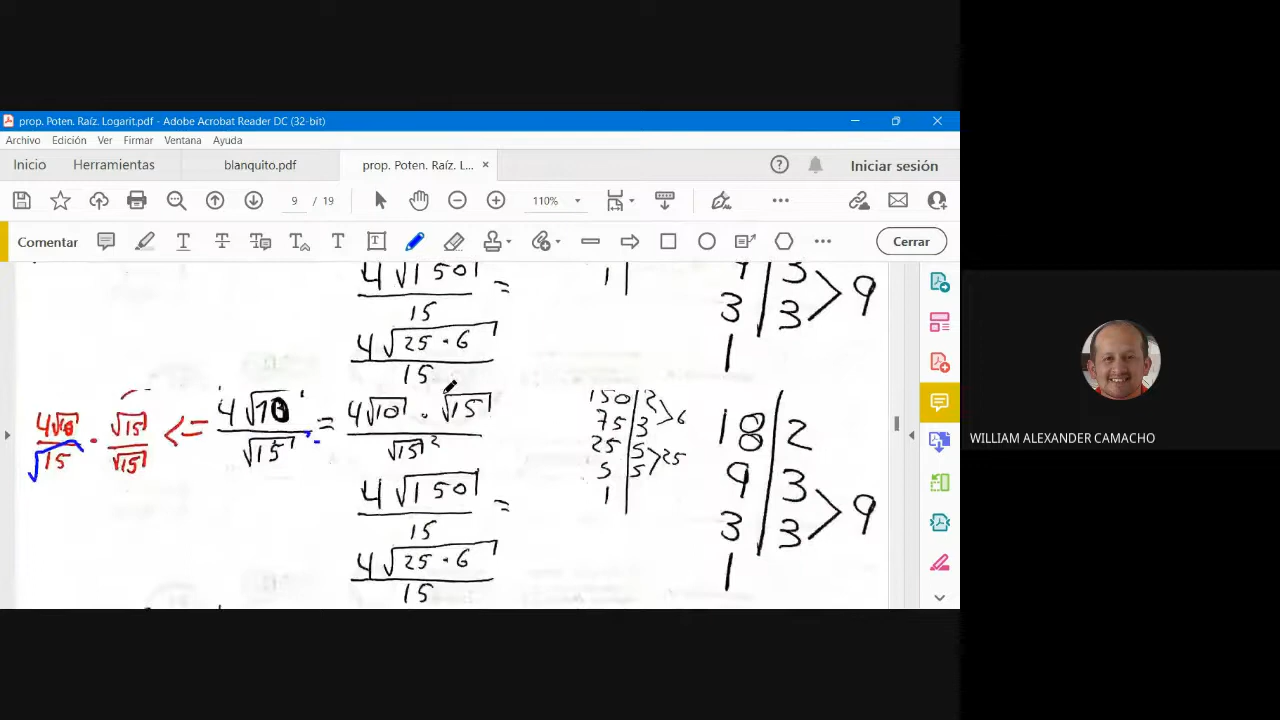 prop. Poten. Raíz. Logarit.pdf - Adobe Acrobat Reader DC (32-bit)
Archivo Edición Ver Firmar Ventana Ayuda
Inicio Herramientas blanquito.pdf prop. Poten. Raíz. L... × ? Iniciar sesión
9 / 19 110%
Comentar Cerrar
4√150 / 15 =
4√25·6 / 15
1
3
3 | 3 > 9
1
4√10 / √15 · √15 / √15 <= 4√10 / √15 = 4√10 · √15 / √15²
4√150 / 15 =
4√25·6 / 15
150 | 2
75 | 3 > 6
25 | 5
5 | 5 > 25
1
18 | 2
9 | 3
3 | 3 > 9
1
WILLIAM ALEXANDER CAMACHO